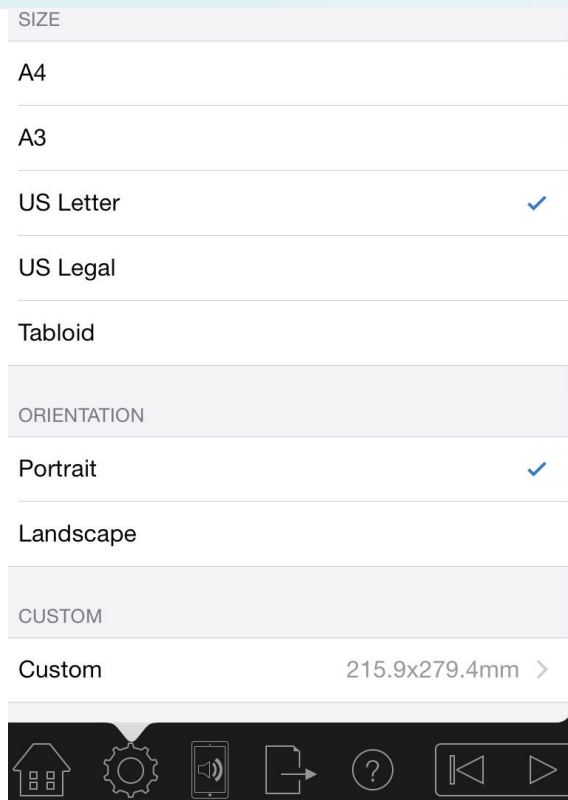 SIZE
A4
A3
US Letter
US Legal
Tabloid
ORIENTATION
Portrait
Landscape
CUSTOM
Custom 215.9x279.4mm
?